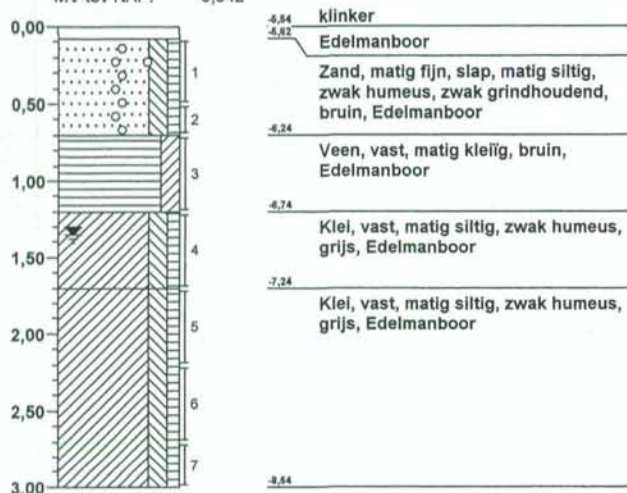 0,00
-5,54
klinker
-5,62
Edelmanboor
1
Zand, matig fijn, slap, matig siltig,
zwak humeus, zwak grindhoudend,
bruin, Edelmanboor
0,50
2
-6,24
Veen, vast, matig kleiïg, bruin,
Edelmanboor
3
1,00
-6,74
Klei, vast, matig siltig, zwak humeus,
grijs, Edelmanboor
4
1,50
-7,24
Klei, vast, matig siltig, zwak humeus,
grijs, Edelmanboor
5
2,00
6
2,50
7
3,00
-8,54